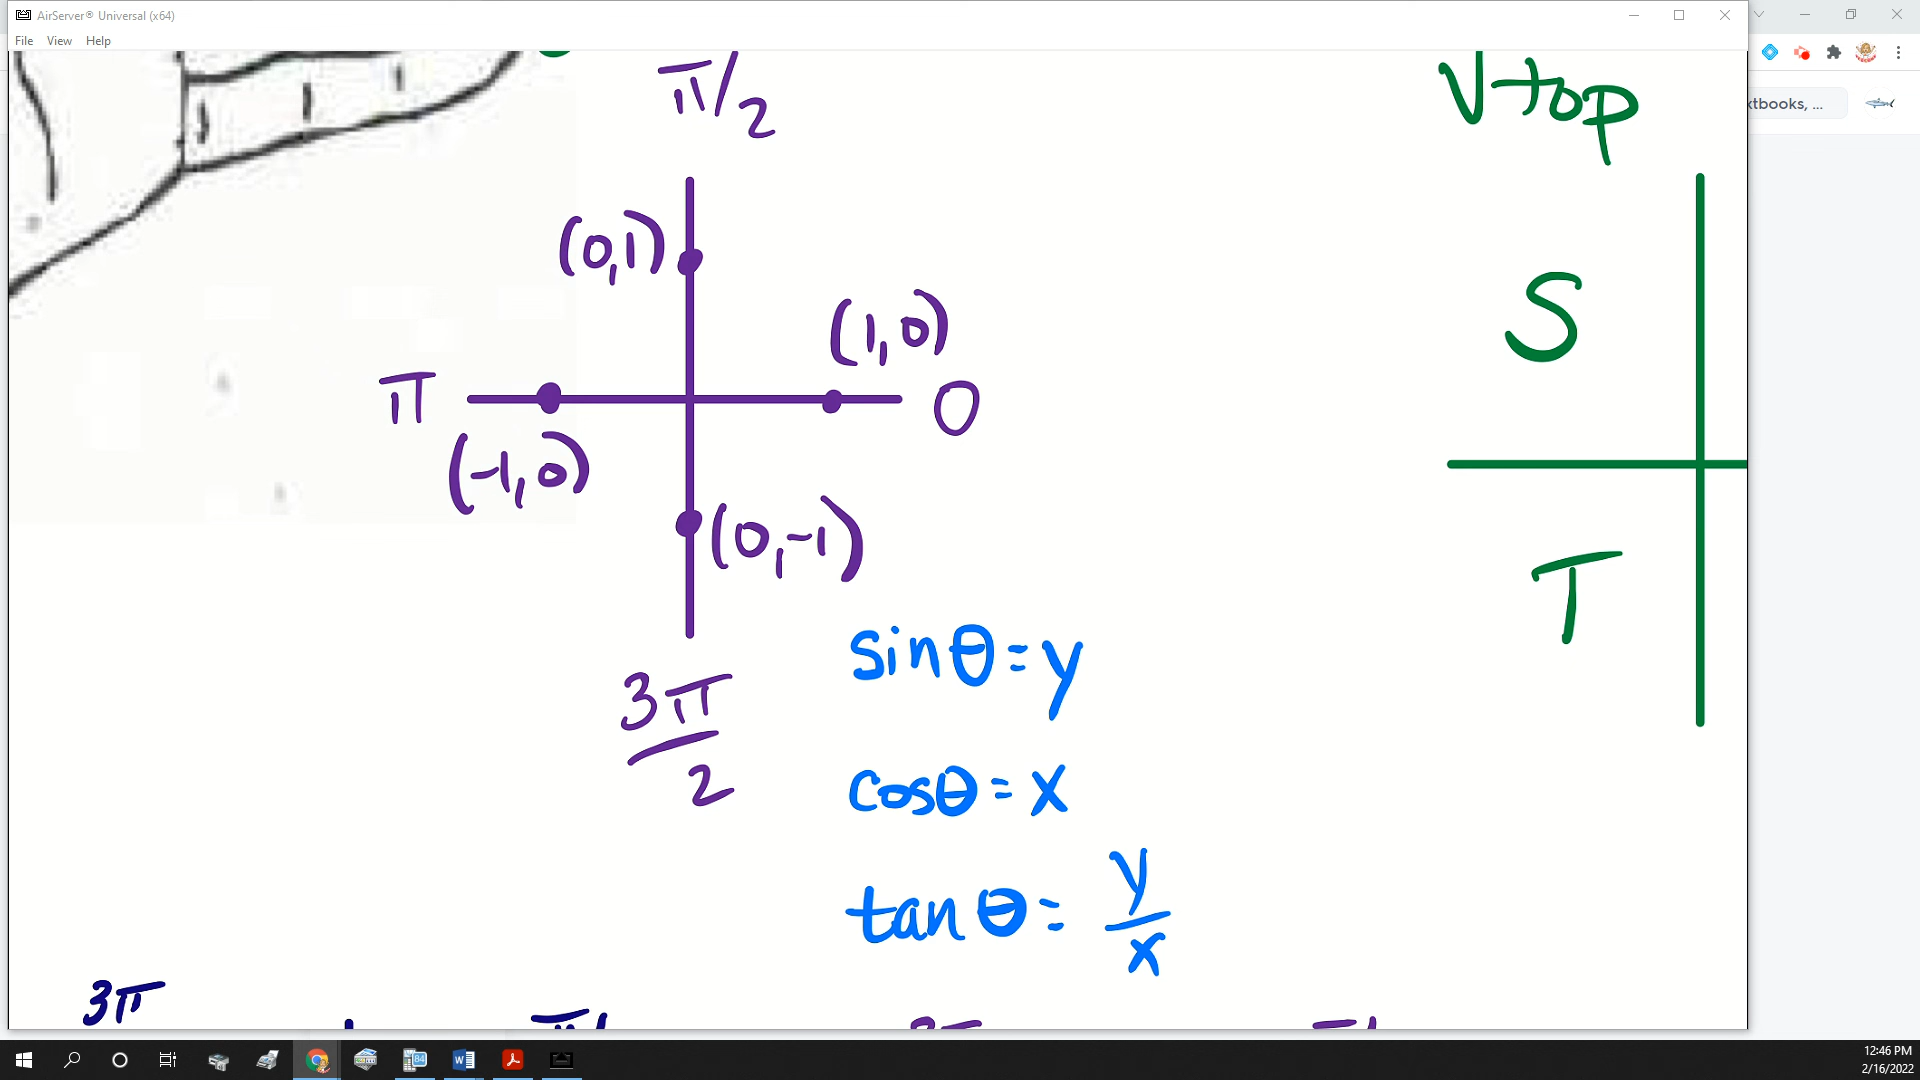 AirServer® Universal (x64)
File View Help
π/2
√top
xtbooks, ...
(0,1)
(1,0)
S
π
0
(-1,0)
(0,-1)
T
sinθ=y
3π
2
cosθ=x
tanθ=y/x
3π
84
12:46 PM
2/16/2022